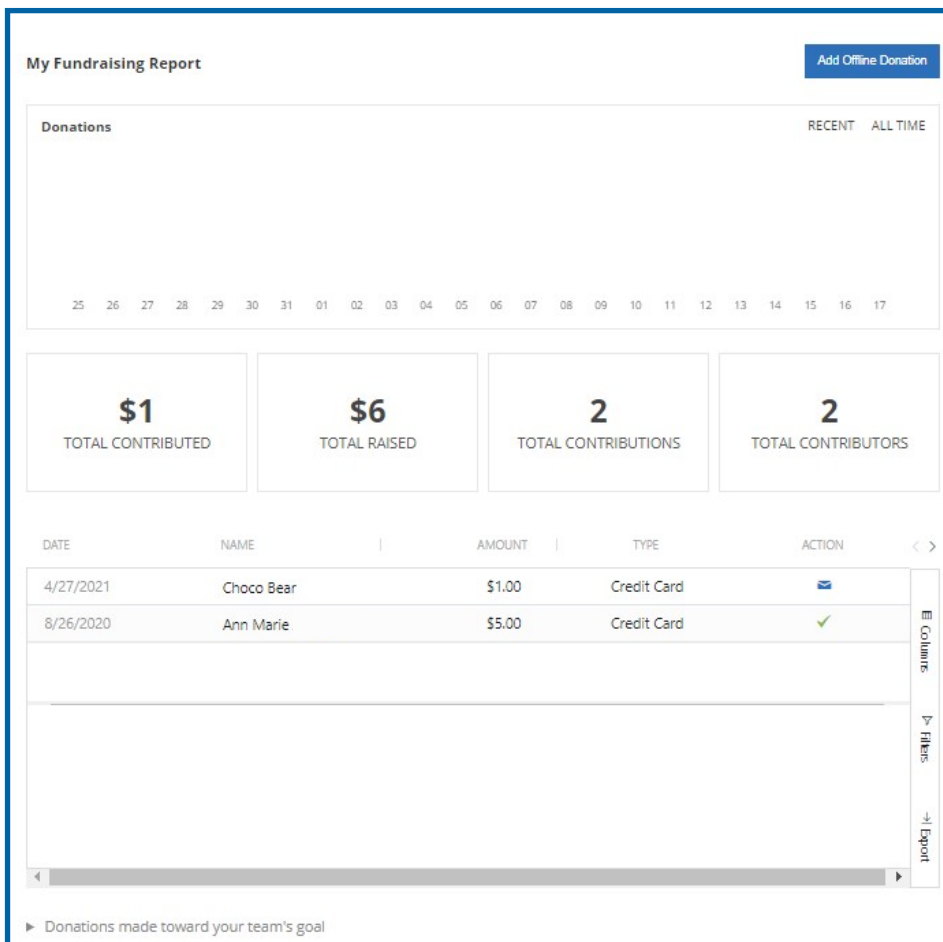 My Fundraising Report
Add Offline Donation
Donations
RECENT ALL TIME
25 26 27 28 29 30 31 01 02 03 04 05 06 07 08 09 10 11 12 13 14 15 16 17
$1
TOTAL CONTRIBUTED
$6
TOTAL RAISED
2
TOTAL CONTRIBUTIONS
2
TOTAL CONTRIBUTORS
DATE NAME AMOUNT TYPE ACTION
4/27/2021 Choco Bear $1.00 Credit Card
8/26/2020 Ann Marie $5.00 Credit Card
Columns
Filters
Export
Donations made toward your team's goal